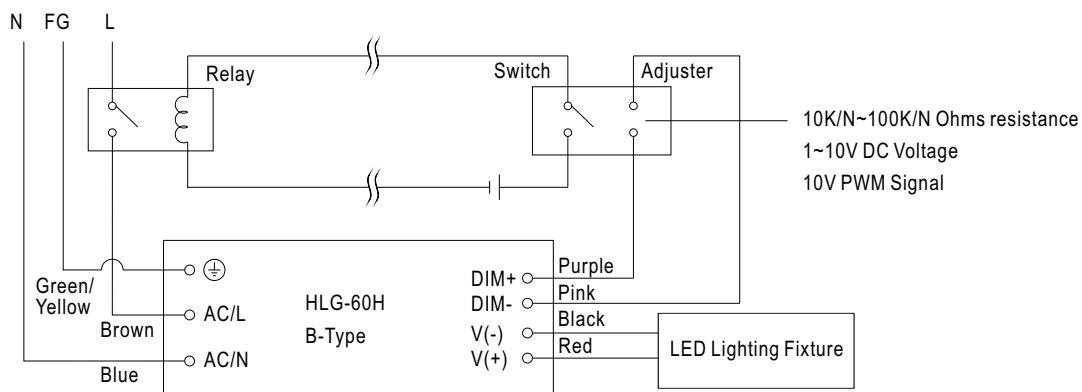 N FG L
Relay
Switch
Adjuster
10K/N~100K/N Ohms resistance
1~10V DC Voltage
10V PWM Signal
Green/
Yellow
Brown
Blue
AC/L
AC/N
HLG-60H
B-Type
DIM+
DIM-
V(-)
V(+)
Purple
Pink
Black
Red
LED Lighting Fixture